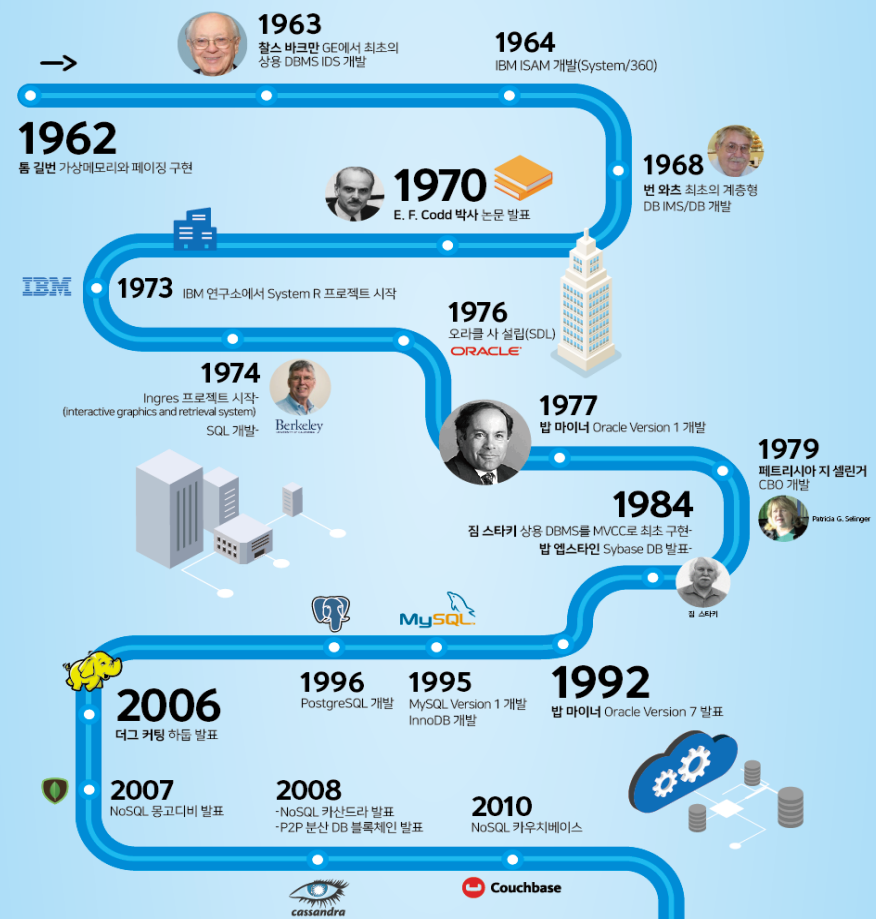 1963
찰스 바크만 GE에서 최초의
상용 DBMS IDS 개발
1964
IBM ISAM 개발(System/360)
1962
톰 길번 가상메모리와 페이징 구현
1968
번 와츠 최초의 계층형
DB IMS/DB 개발
1970
E. F. Codd 박사 논문 발표
IBM
1973 IBM 연구소에서 System R 프로젝트 시작
1976
오라클 사 설립(SDL)
ORACLE
1974
Ingres 프로젝트 시작-
(interactive graphics and retrieval system)
SQL 개발-
Berkeley
1977
밥 마이너 Oracle Version 1 개발
1979
페트리시아 지 셀린거
CBO 개발
Patricia G. Selinger
1984
짐 스타키 상용 DBMS를 MVCC로 최초 구현-
밥 엡스타인 Sybase DB 발표-
짐 스타키
MySQL
1996
PostgreSQL 개발
1995
MySQL Version 1 개발
InnoDB 개발
1992
밥 마이너 Oracle Version 7 발표
2006
더그 커팅 하둡 발표
2007
NoSQL 몽고디비 발표
2008
-NoSQL 카산드라 발표
-P2P 분산 DB 블록체인 발표
2010
NoSQL 카우치베이스
cassandra
Couchbase